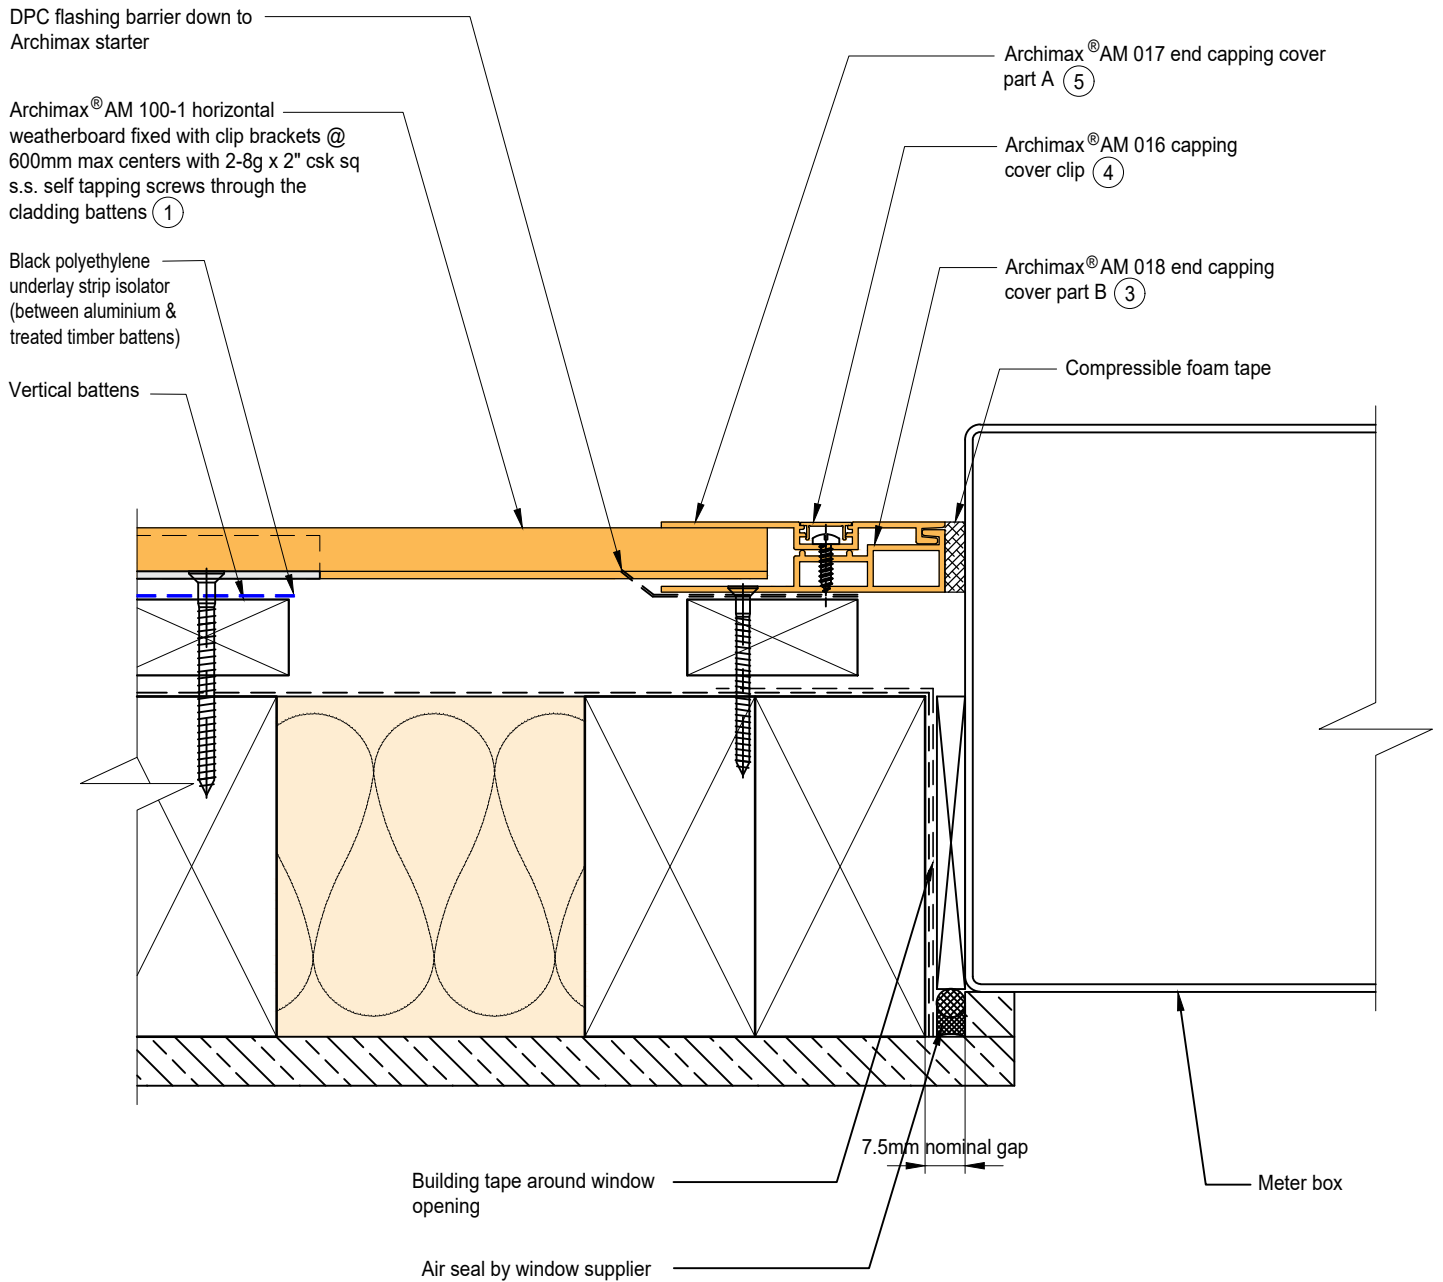 DPC flashing barrier down to
Archimax starter
Archimax® AM 100-1 horizontal
weatherboard fixed with clip brackets @
600mm max centers with 2-8g x 2" csk sq
s.s. self tapping screws through the
cladding battens 1
Black polyethylene
underlay strip isolator
(between aluminium &
treated timber battens)
Vertical battens
Archimax® AM 017 end capping cover
part A 5
Archimax® AM 016 capping
cover clip 4
Archimax® AM 018 end capping
cover part B 3
Compressible foam tape
7.5mm nominal gap
Building tape around window
opening
Meter box
Air seal by window supplier